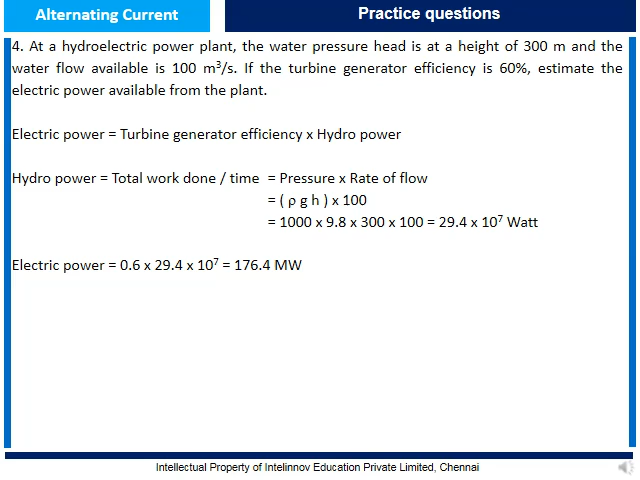 Alternating Current
Practice questions
4. At a hydroelectric power plant, the water pressure head is at a height of 300 m and the
water flow available is 100 m³/s. If the turbine generator efficiency is 60%, estimate the
electric power available from the plant.
Electric power = Turbine generator efficiency x Hydro power
Hydro power = Total work done / time = Pressure x Rate of flow
= ( ρ g h ) x 100
= 1000 x 9.8 x 300 x 100 = 29.4 x 10⁷ Watt
Electric power = 0.6 x 29.4 x 10⁷ = 176.4 MW
Intellectual Property of Intelinnov Education Private Limited, Chennai